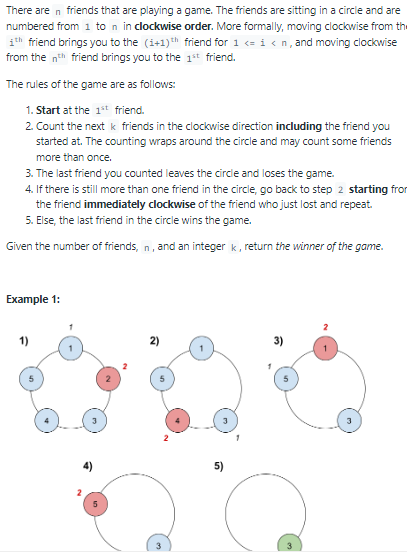 There are n friends that are playing a game. The friends are sitting in a circle and are
numbered from 1 to n in clockwise order. More formally, moving clockwise from the
ith friend brings you to the (i+1)th friend for 1 <= i < n, and moving clockwise
from the nth friend brings you to the 1st friend.
The rules of the game are as follows:
1. Start at the 1st friend.
2. Count the next k friends in the clockwise direction including the friend you
started at. The counting wraps around the circle and may count some friends
more than once.
3. The last friend you counted leaves the circle and loses the game.
4. If there is still more than one friend in the circle, go back to step 2 starting from
the friend immediately clockwise of the friend who just lost and repeat.
5. Else, the last friend in the circle wins the game.
Given the number of friends, n, and an integer k, return the winner of the game.
Example 1:
1) 1 1 2 2 3 4 5
2) 1 5 4 2 3 1
3) 2 1 1 5 3
4) 2 5 3
5) 3